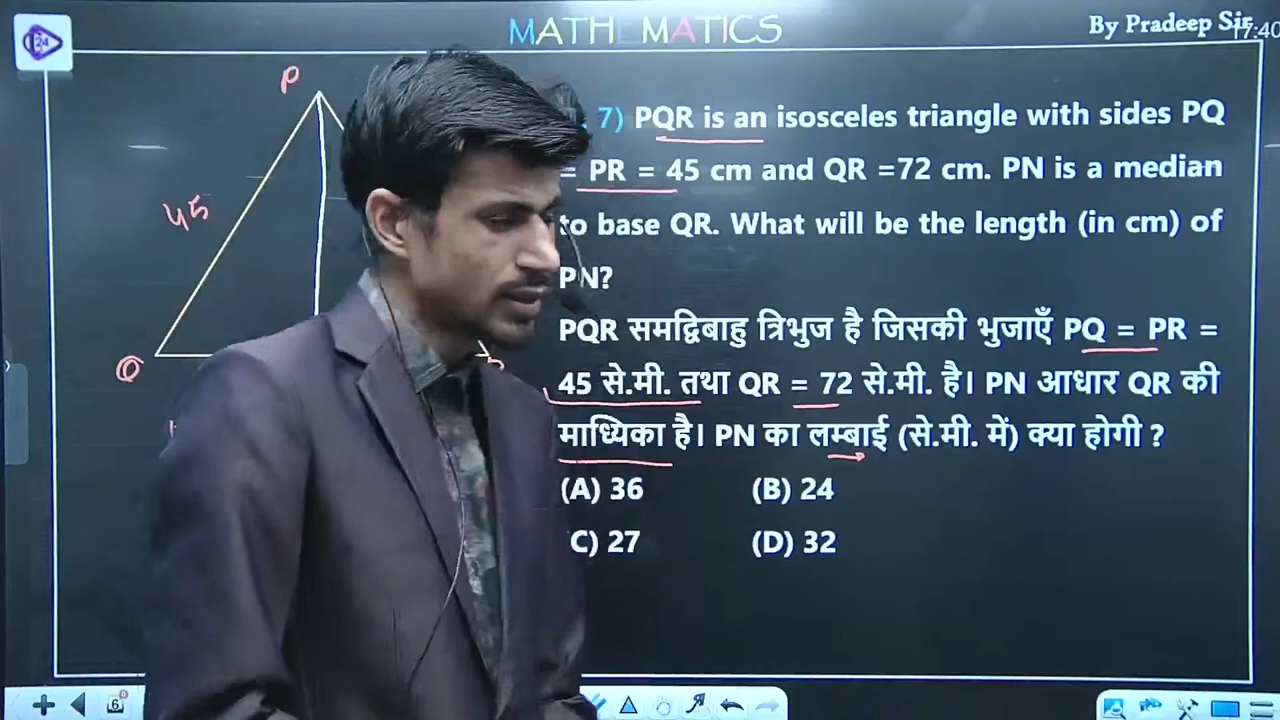 24
MATHEMATICS
By Pradeep Sir
17:40
P
45
Q
7) PQR is an isosceles triangle with sides PQ
= PR = 45 cm and QR =72 cm. PN is a median
to base QR. What will be the length (in cm) of
PN?
PQR समद्विबाहु त्रिभुज है जिसकी भुजाएँ PQ = PR =
45 से.मी. तथा QR = 72 से.मी. है। PN आधार QR की
माध्यिका है। PN का लम्बाई (से.मी. में) क्या होगी ?
(A) 36 (B) 24
C) 27 (D) 32
6